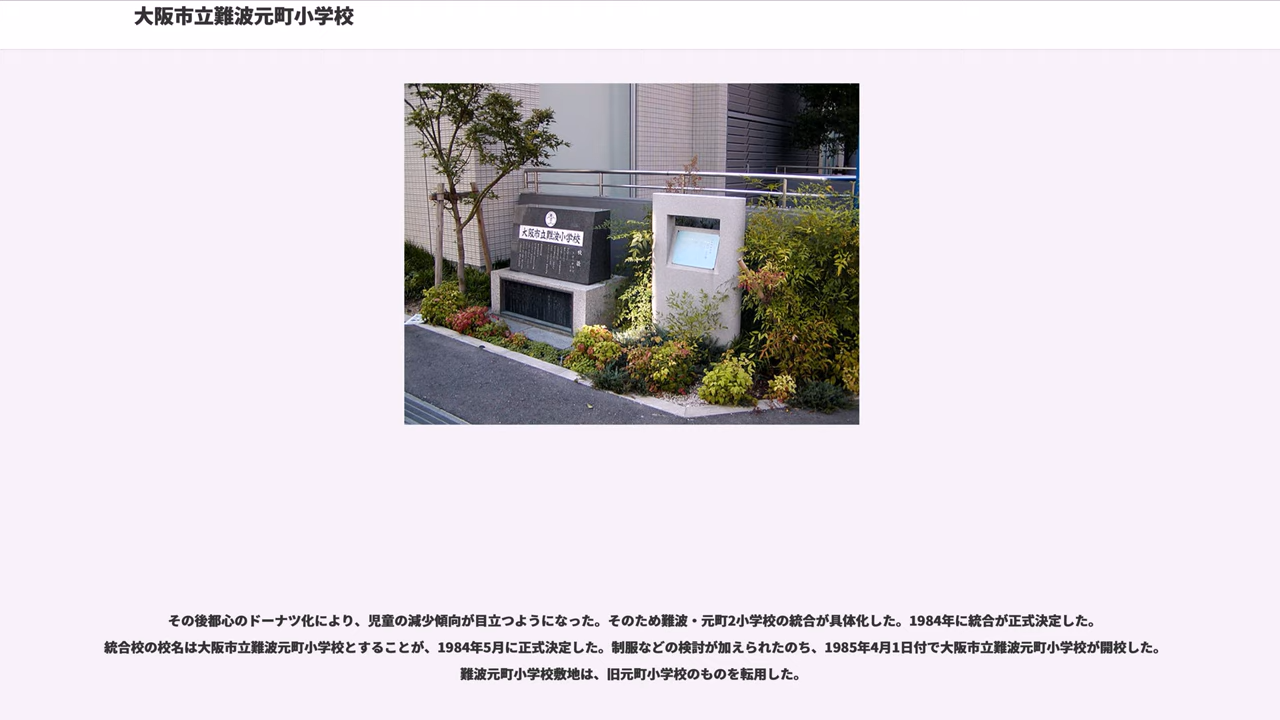 大阪市立難波元町小学校
大阪市立難波小学校
その後都心のドーナツ化により、児童の減少傾向が目立つようになった。そのため難波・元町2小学校の統合が具体化した。1984年に統合が正式決定した。
統合校の校名は大阪市立難波元町小学校とすることが、1984年5月に正式決定した。制服などの検討が加えられたのち、1985年4月1日付で大阪市立難波元町小学校が開校した。
難波元町小学校敷地は、旧元町小学校のものを転用した。